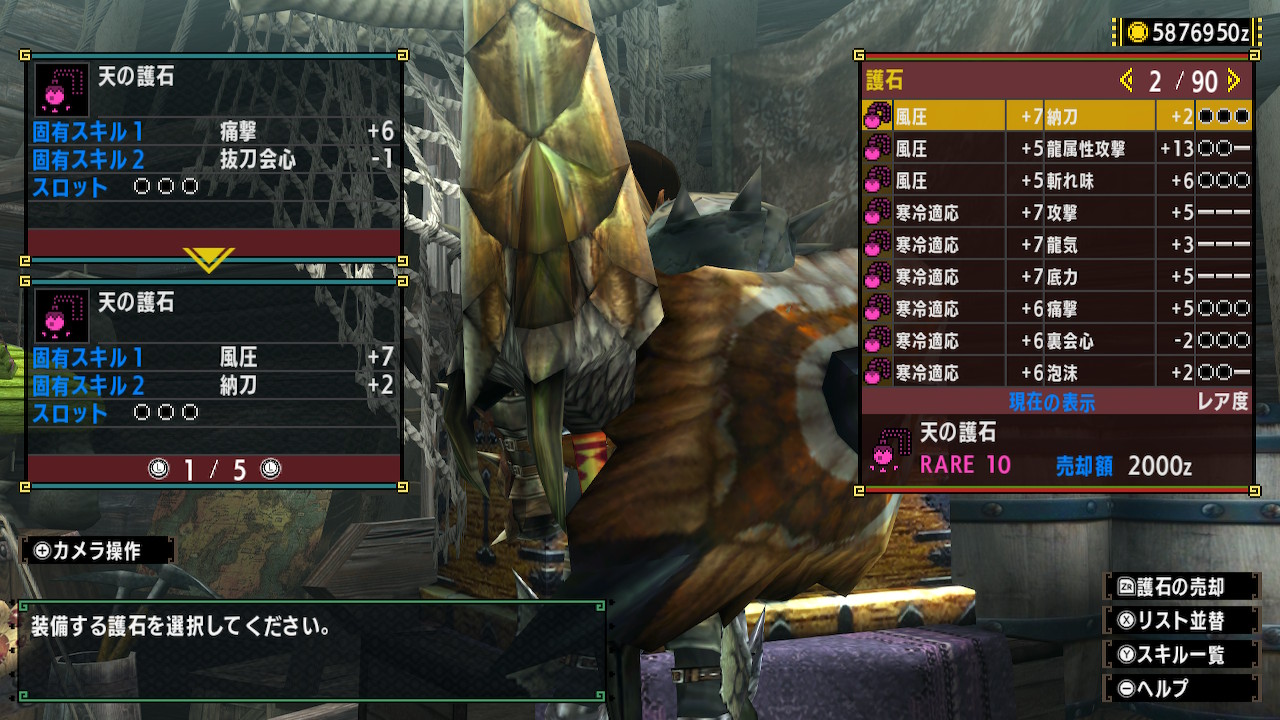 5876950z
天の護石
固有スキル1 痛撃 +6
固有スキル2 抜刀会心 -1
スロット ○○○
天の護石
固有スキル1 風圧 +7
固有スキル2 納刀 +2
スロット ○○○
1 / 5
護石 2 / 90
風圧 +7 納刀 +2 ●●●
風圧 +5 龍属性攻撃 +13 ○○ー
風圧 +5 斬れ味 +6 ○○○
寒冷適応 +7 攻撃 +5 ーーー
寒冷適応 +7 龍気 +3 ーーー
寒冷適応 +7 底力 +5 ーーー
寒冷適応 +6 痛撃 +5 ○○○
寒冷適応 +6 裏会心 -2 ○○○
寒冷適応 +6 泡沫 +2 ○○ー
現在の表示 レア度
天の護石
RARE 10 売却額 2000z
⊕カメラ操作
装備する護石を選択してください。
ZR護石の売却
Ⓧリスト並替
Ⓨスキル一覧
⊖ヘルプ